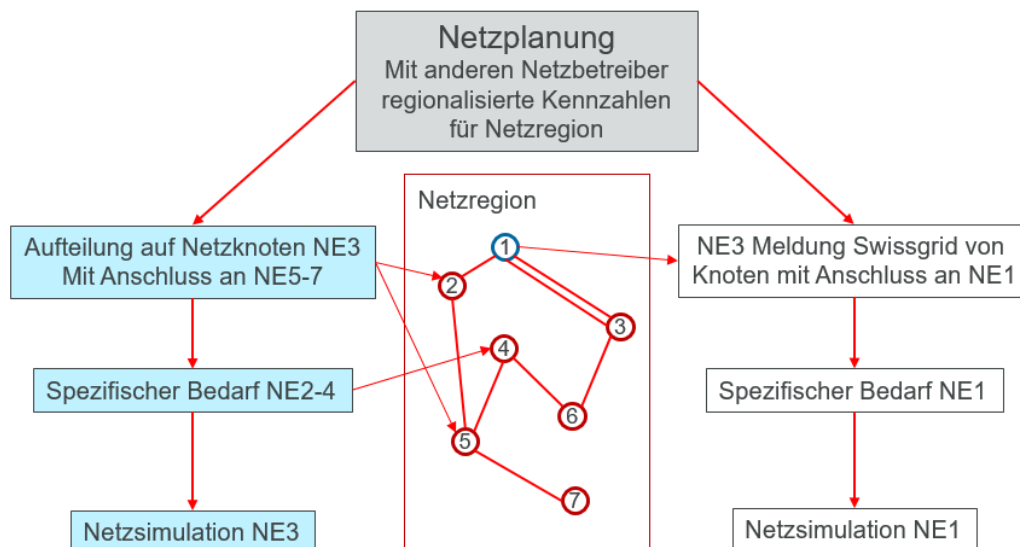 Netzplanung
Mit anderen Netzbetreiber
regionalisierte Kennzahlen
für Netzregion
Netzregion
Aufteilung auf Netzknoten NE3
Mit Anschluss an NE5-7
1
NE3 Meldung Swissgrid von
Knoten mit Anschluss an NE1
2
3
4
Spezifischer Bedarf NE2-4
Spezifischer Bedarf NE1
6
5
7
Netzsimulation NE3
Netzsimulation NE1